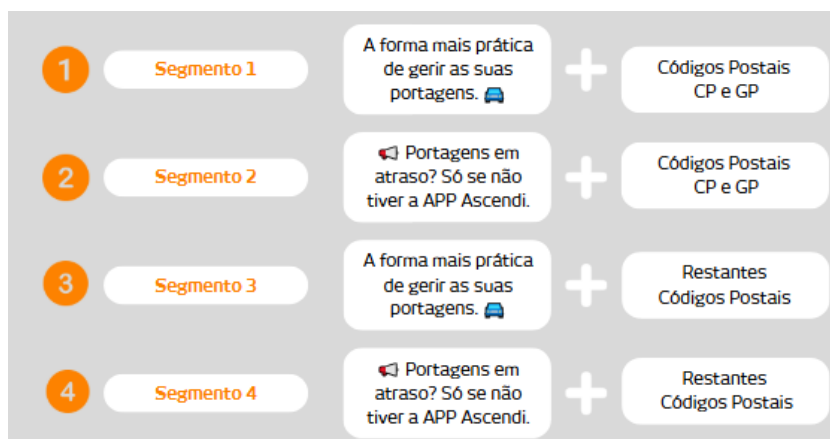 1
Segmento 1
A forma mais prática
de gerir as suas
portagens. 🚘
Códigos Postais
CP e GP
2
Segmento 2
📢 Portagens em
atraso? Só se não
tiver a APP Ascendi.
Códigos Postais
CP e GP
3
Segmento 3
A forma mais prática
de gerir as suas
portagens. 🚘
Restantes
Códigos Postais
4
Segmento 4
📢 Portagens em
atraso? Só se não
tiver a APP Ascendi.
Restantes
Códigos Postais